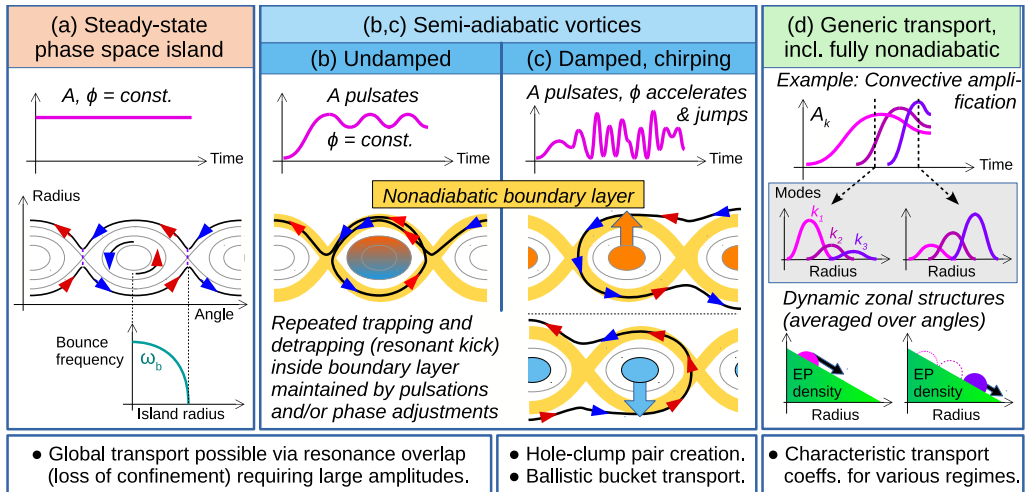 (a) Steady-state
phase space island
A, ϕ = const.
Time
Radius
Angle
Bounce
frequency
ω_b
Island radius
(b,c) Semi-adiabatic vortices
(b) Undamped
A pulsates
ϕ = const.
Time
(c) Damped, chirping
A pulsates, ϕ accelerates
& jumps
Time
Nonadiabatic boundary layer
Repeated trapping and
detrapping (resonant kick)
inside boundary layer
maintained by pulsations
and/or phase adjustments
(d) Generic transport,
incl. fully nonadiabatic
Example: Convective ampli-
fication
A_k
Time
Modes
k_1
k_2
k_3
Radius
Radius
Dynamic zonal structures
(averaged over angles)
EP
density
Radius
EP
density
Radius
● Global transport possible via resonance overlap
(loss of confinement) requiring large amplitudes.
● Hole-clump pair creation.
● Ballistic bucket transport.
● Characteristic transport
coeffs. for various regimes.